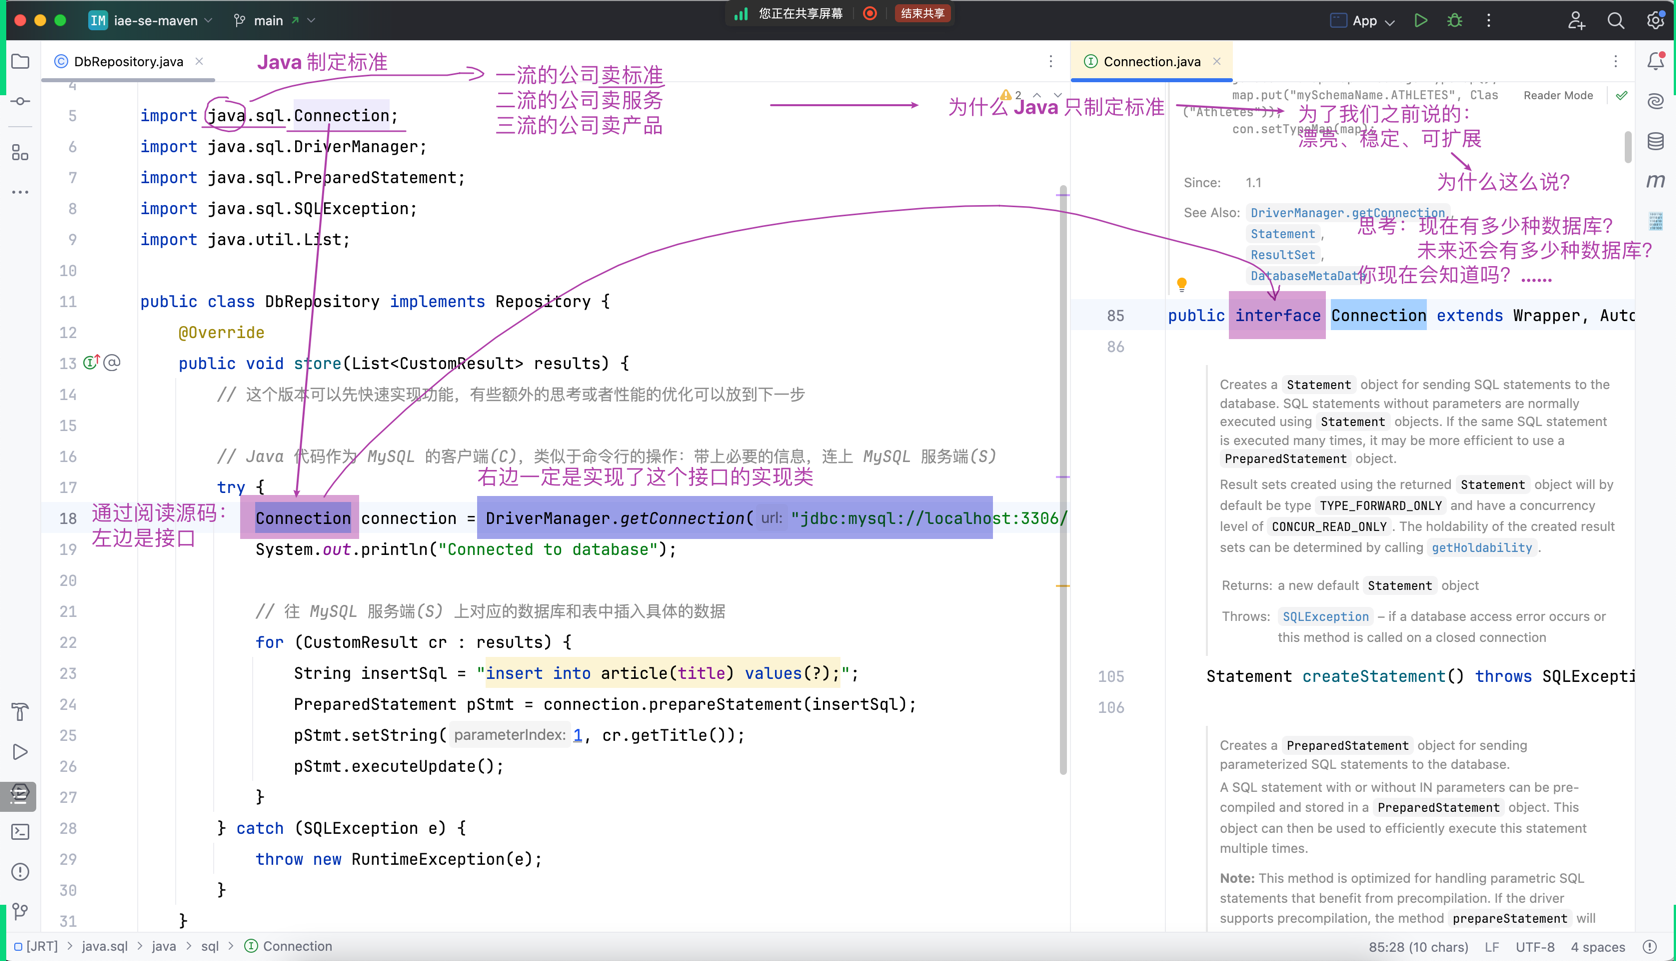 IM iae-se-maven main 您正在共享屏幕 结束共享 App
DbRepository.java
Connection.java
Java 制定标准
一流的公司卖标准
二流的公司卖服务
三流的公司卖产品
2
为什么 Java 只制定标准
为了我们之前说的：
漂亮、稳定、可扩展
为什么这么说？
思考：现在有多少种数据库？
未来还会有多少种数据库？
你现在会知道吗？......
4
5 import java.sql.Connection;
6 import java.sql.DriverManager;
7 import java.sql.PreparedStatement;
8 import java.sql.SQLException;
9 import java.util.List;
10
11 public class DbRepository implements Repository {
12 @Override
13 public void store(List<CustomResult> results) {
14 // 这个版本可以先快速实现功能，有些额外的思考或者性能的优化可以放到下一步
15
16 // Java 代码作为 MySQL 的客户端(C)，类似于命令行的操作：带上必要的信息，连上 MySQL 服务端(S)
右边一定是实现了这个接口的实现类
17 try {
通过阅读源码：
左边是接口
18 Connection connection = DriverManager.getConnection( url: "jdbc:mysql://localhost:3306/
19 System.out.println("Connected to database");
20
21 // 往 MySQL 服务端(S) 上对应的数据库和表中插入具体的数据
22 for (CustomResult cr : results) {
23 String insertSql = "insert into article(title) values(?);";
24 PreparedStatement pStmt = connection.prepareStatement(insertSql);
25 pStmt.setString( parameterIndex: 1, cr.getTitle());
26 pStmt.executeUpdate();
27 }
28 } catch (SQLException e) {
29 throw new RuntimeException(e);
30 }
31 }
map.put("mySchemaName.ATHLETES", Clas
Reader Mode
("Athletes"));
con.setTypeMap(map);
Since: 1.1
See Also: DriverManager.getConnection,
Statement,
ResultSet,
DatabaseMetaData
85 public interface Connection extends Wrapper, Auto
86
Creates a Statement object for sending SQL statements to the
database. SQL statements without parameters are normally
executed using Statement objects. If the same SQL statement
is executed many times, it may be more efficient to use a
PreparedStatement object.
Result sets created using the returned Statement object will by
default be type TYPE_FORWARD_ONLY and have a concurrency
level of CONCUR_READ_ONLY. The holdability of the created result
sets can be determined by calling getHoldability.
Returns: a new default Statement object
Throws: SQLException – if a database access error occurs or
this method is called on a closed connection
105 Statement createStatement() throws SQLExcepti
106
Creates a PreparedStatement object for sending
parameterized SQL statements to the database.
A SQL statement with or without IN parameters can be pre-
compiled and stored in a PreparedStatement object. This
object can then be used to efficiently execute this statement
multiple times.
Note: This method is optimized for handling parametric SQL
statements that benefit from precompilation. If the driver
supports precompilation, the method prepareStatement will
[JRT] > java.sql > java > sql > Connection
85:28 (10 chars) LF UTF-8 4 spaces